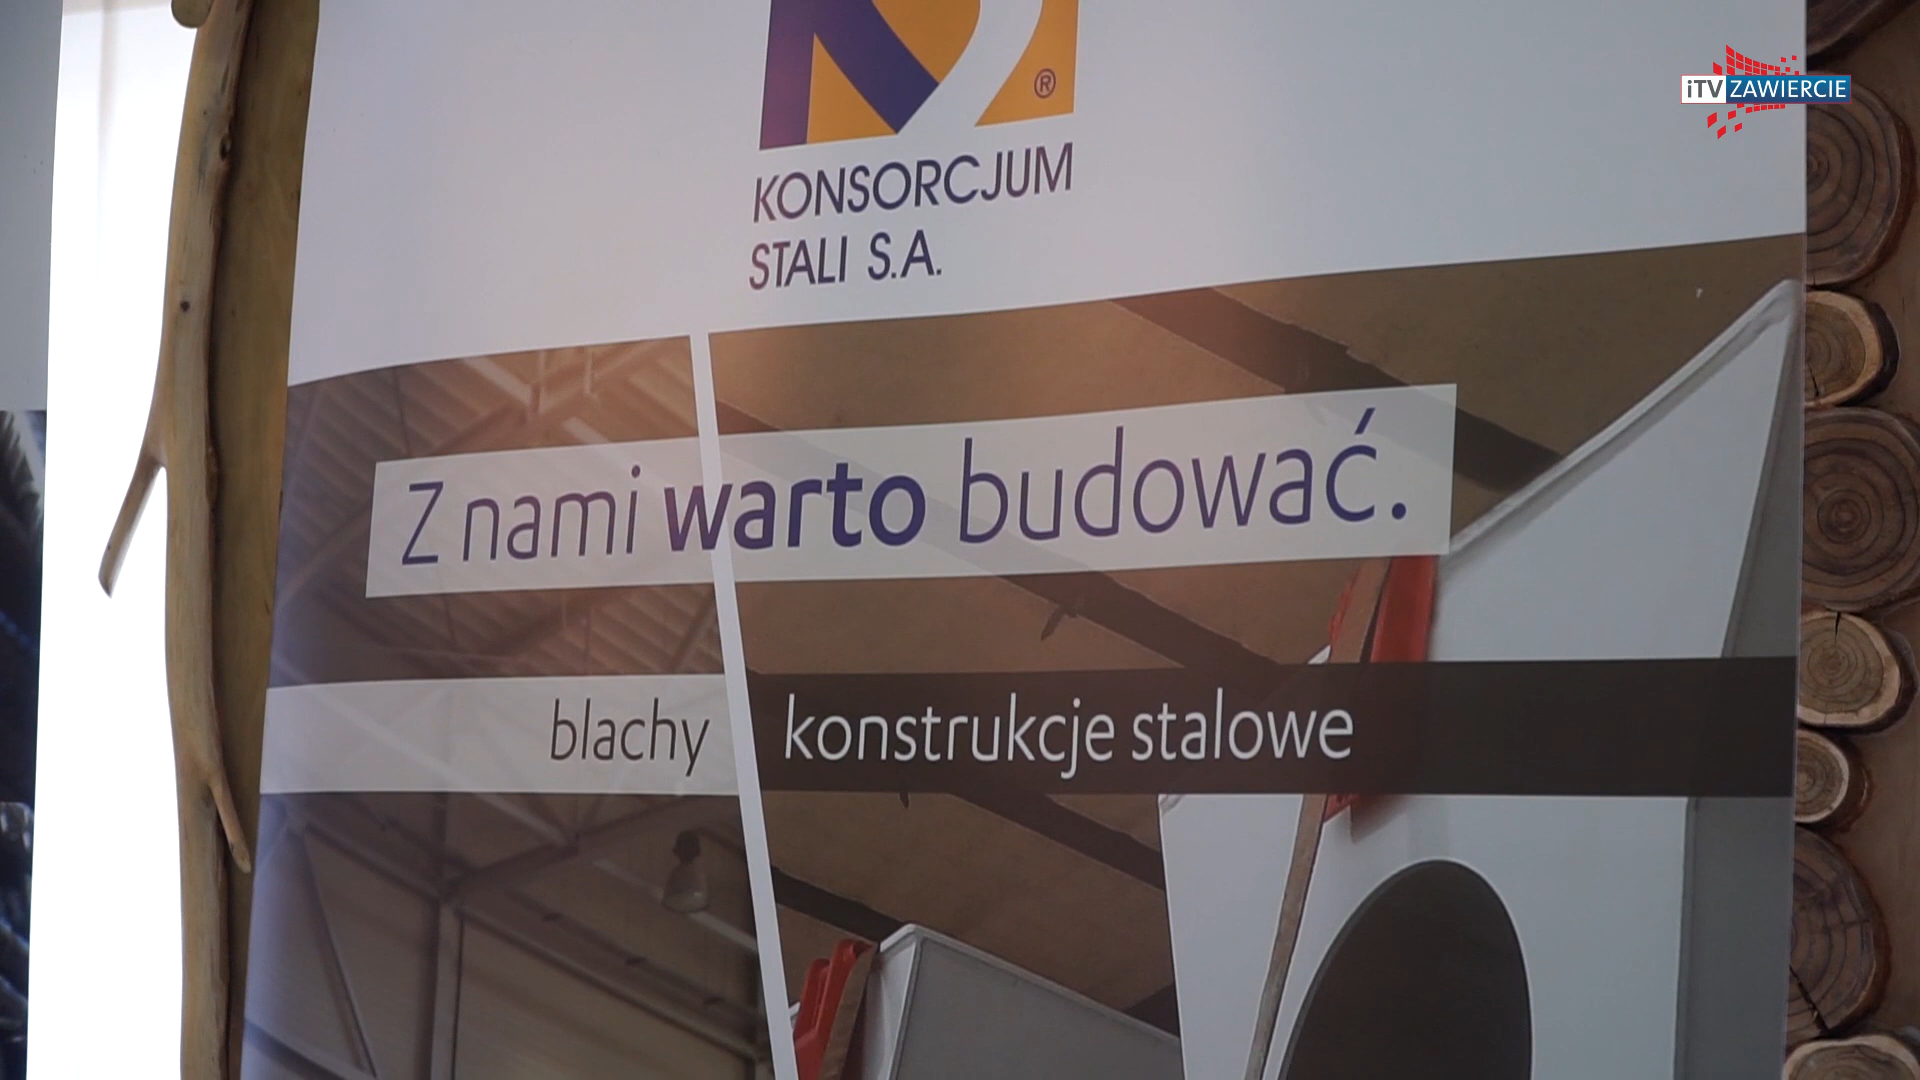 iTV ZAWIERCIE
®
KONSORCJUM
STALI S.A.
Z nami warto budować.
blachy konstrukcje stalowe